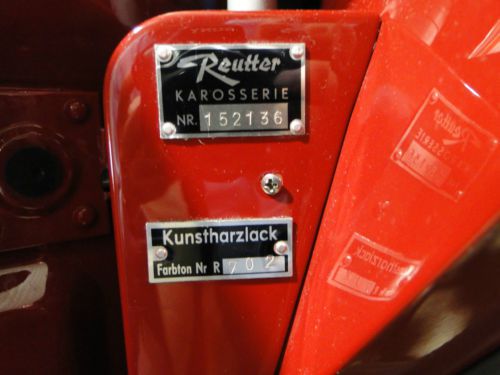 Reutter
KAROSSERIE
NR. 152136
Kunstharzlack
Farbton Nr R 702